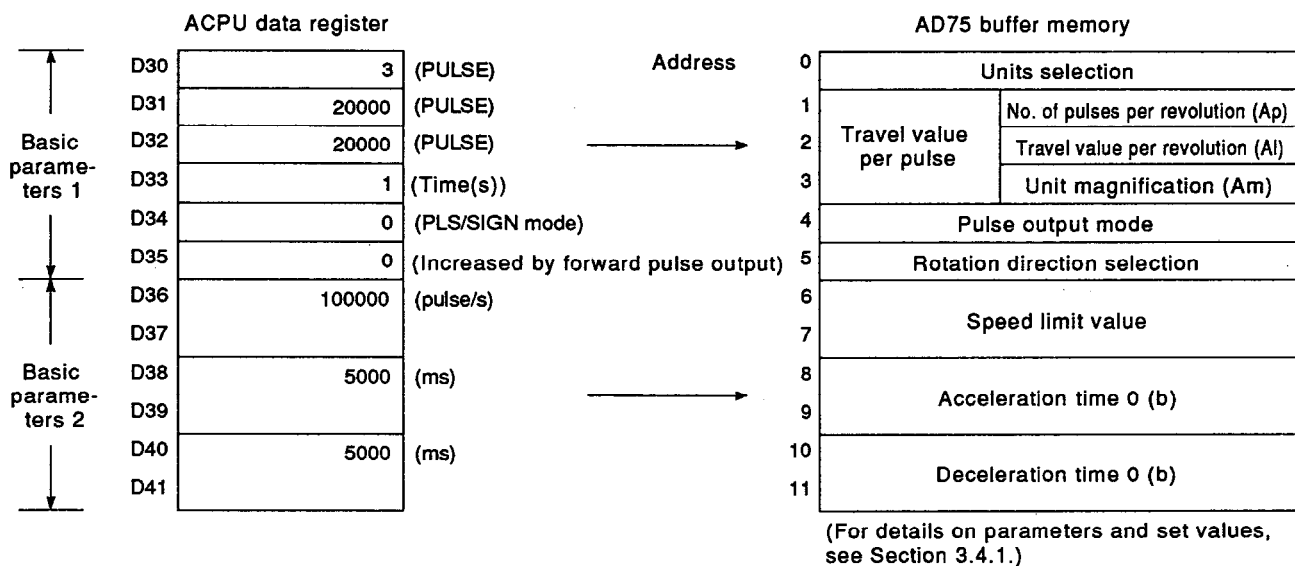 ACPU data register
AD75 buffer memory
D30 3 (PULSE) Address 0 Units selection
D31 20000 (PULSE) 1 No. of pulses per revolution (Ap)
Basic parame-ters 1
D32 20000 (PULSE) 2 Travel value per pulse Travel value per revolution (Al)
D33 1 (Time(s)) 3 Unit magnification (Am)
D34 0 (PLS/SIGN mode) 4 Pulse output mode
D35 0 (Increased by forward pulse output) 5 Rotation direction selection
D36 100000 (pulse/s) 6
D37 7 Speed limit value
Basic parame-ters 2
D38 5000 (ms) 8
D39 9 Acceleration time 0 (b)
D40 5000 (ms) 10
D41 11 Deceleration time 0 (b)
(For details on parameters and set values,
see Section 3.4.1.)